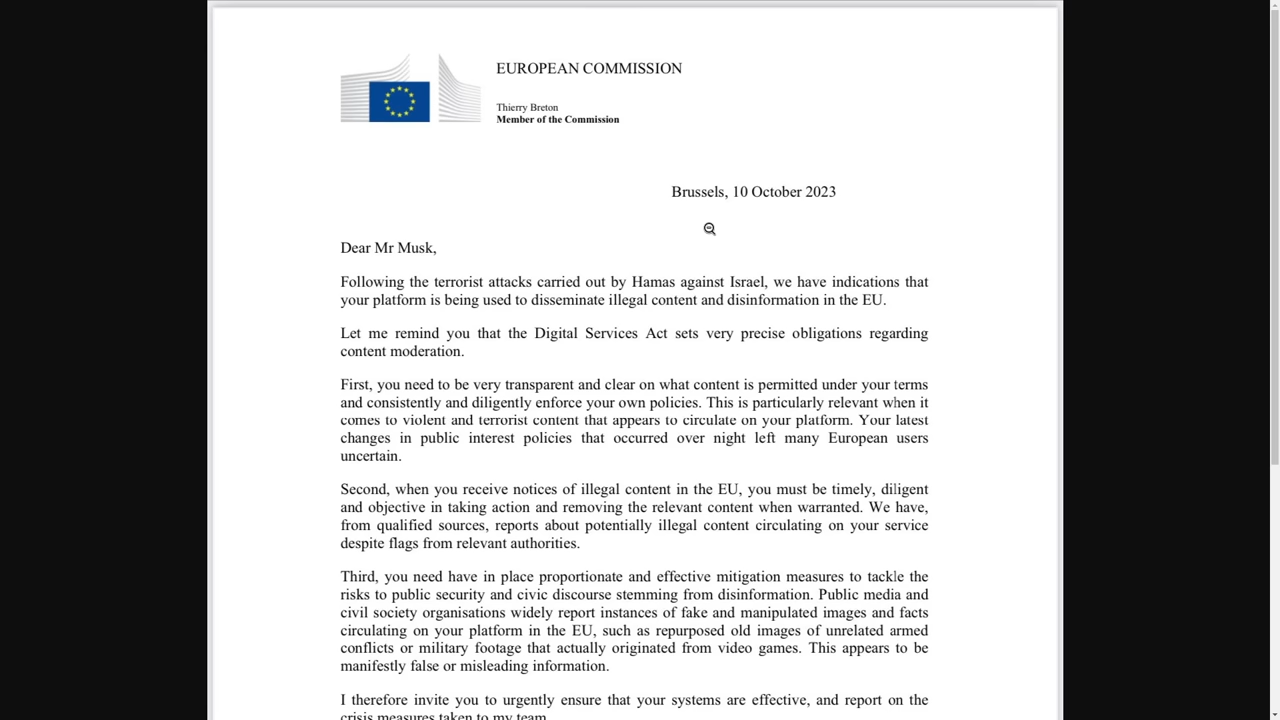 EUROPEAN COMMISSION
Thierry Breton
Member of the Commission
Brussels, 10 October 2023
Dear Mr Musk,
Following the terrorist attacks carried out by Hamas against Israel, we have indications that
your platform is being used to disseminate illegal content and disinformation in the EU.
Let me remind you that the Digital Services Act sets very precise obligations regarding
content moderation.
First, you need to be very transparent and clear on what content is permitted under your terms
and consistently and diligently enforce your own policies. This is particularly relevant when it
comes to violent and terrorist content that appears to circulate on your platform. Your latest
changes in public interest policies that occurred over night left many European users
uncertain.
Second, when you receive notices of illegal content in the EU, you must be timely, diligent
and objective in taking action and removing the relevant content when warranted. We have,
from qualified sources, reports about potentially illegal content circulating on your service
despite flags from relevant authorities.
Third, you need have in place proportionate and effective mitigation measures to tackle the
risks to public security and civic discourse stemming from disinformation. Public media and
civil society organisations widely report instances of fake and manipulated images and facts
circulating on your platform in the EU, such as repurposed old images of unrelated armed
conflicts or military footage that actually originated from video games. This appears to be
manifestly false or misleading information.
I therefore invite you to urgently ensure that your systems are effective, and report on the
crisis measures taken to my team.